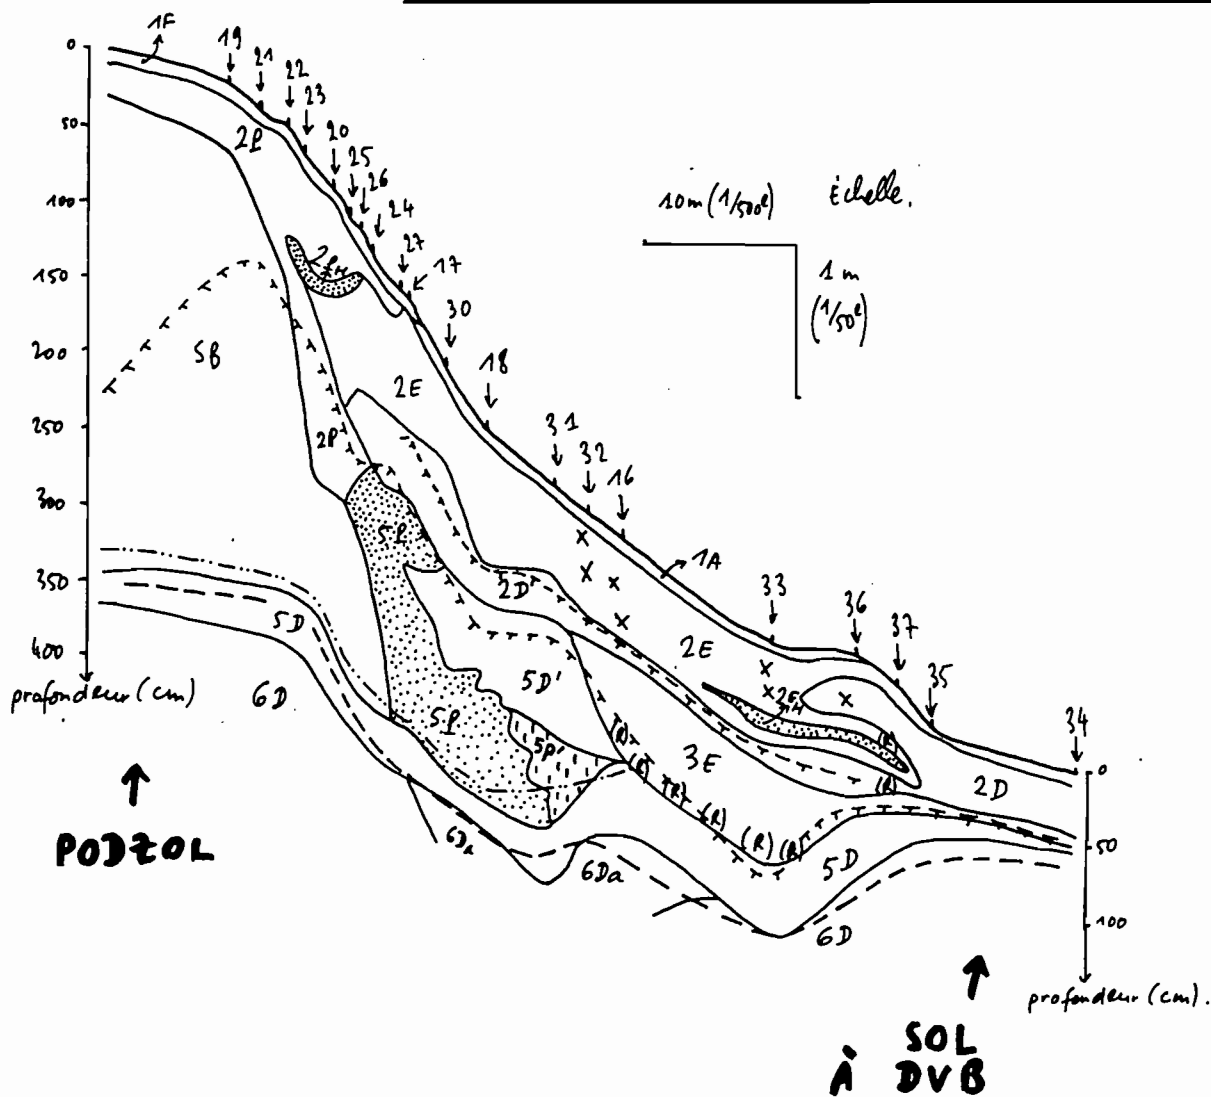 1F
19
21
22
23
20
25
26
24
27
17
30
18
31
32
16
33
36
37
35
34
0
50
100
150
200
250
300
350
400
profondeur (cm)
10m (1/500e)
Échelle.
1 m
(1/50e)
2P
5B
2E
2P
5P
2D
1A
5D'
2E
5D
6D
5P
5P'
3E
(R)
(R)
(R)
(R)
(R)
(R)
(R)
(R)
2D
6Da
5D
6D
0
50
100
profondeur (cm).
PODZOL
SOL
À DVB